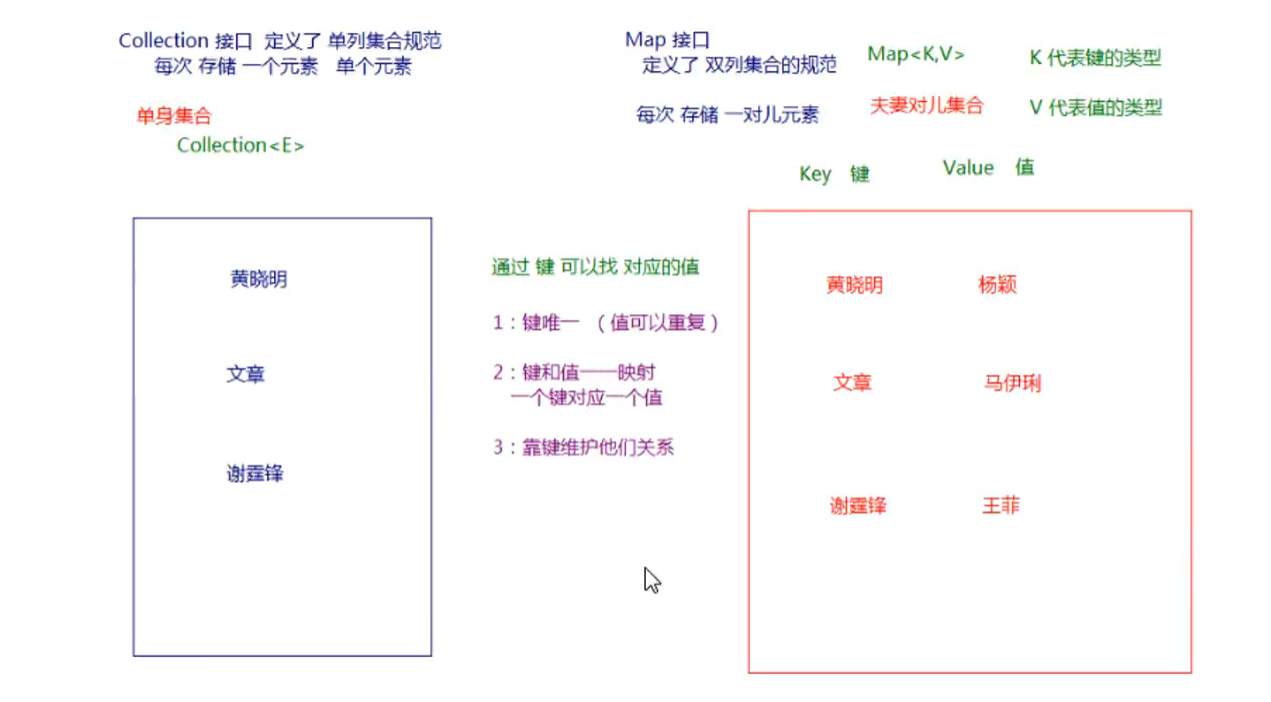 Collection 接口 定义了 单列集合规范
每次 存储 一个元素 单个元素
单身集合
Collection<E>
黄晓明
文章
谢霆锋
Map 接口
定义了 双列集合的规范
每次 存储 一对儿元素
Map<K,V>
夫妻对儿集合
K 代表键的类型
V 代表值的类型
Key 键
Value 值
通过 键 可以找 对应的值
1：键唯一 （值可以重复）
2：键和值一一映射
一个键对应一个值
3：靠键维护他们关系
黄晓明 杨颖
文章 马伊琍
谢霆锋 王菲